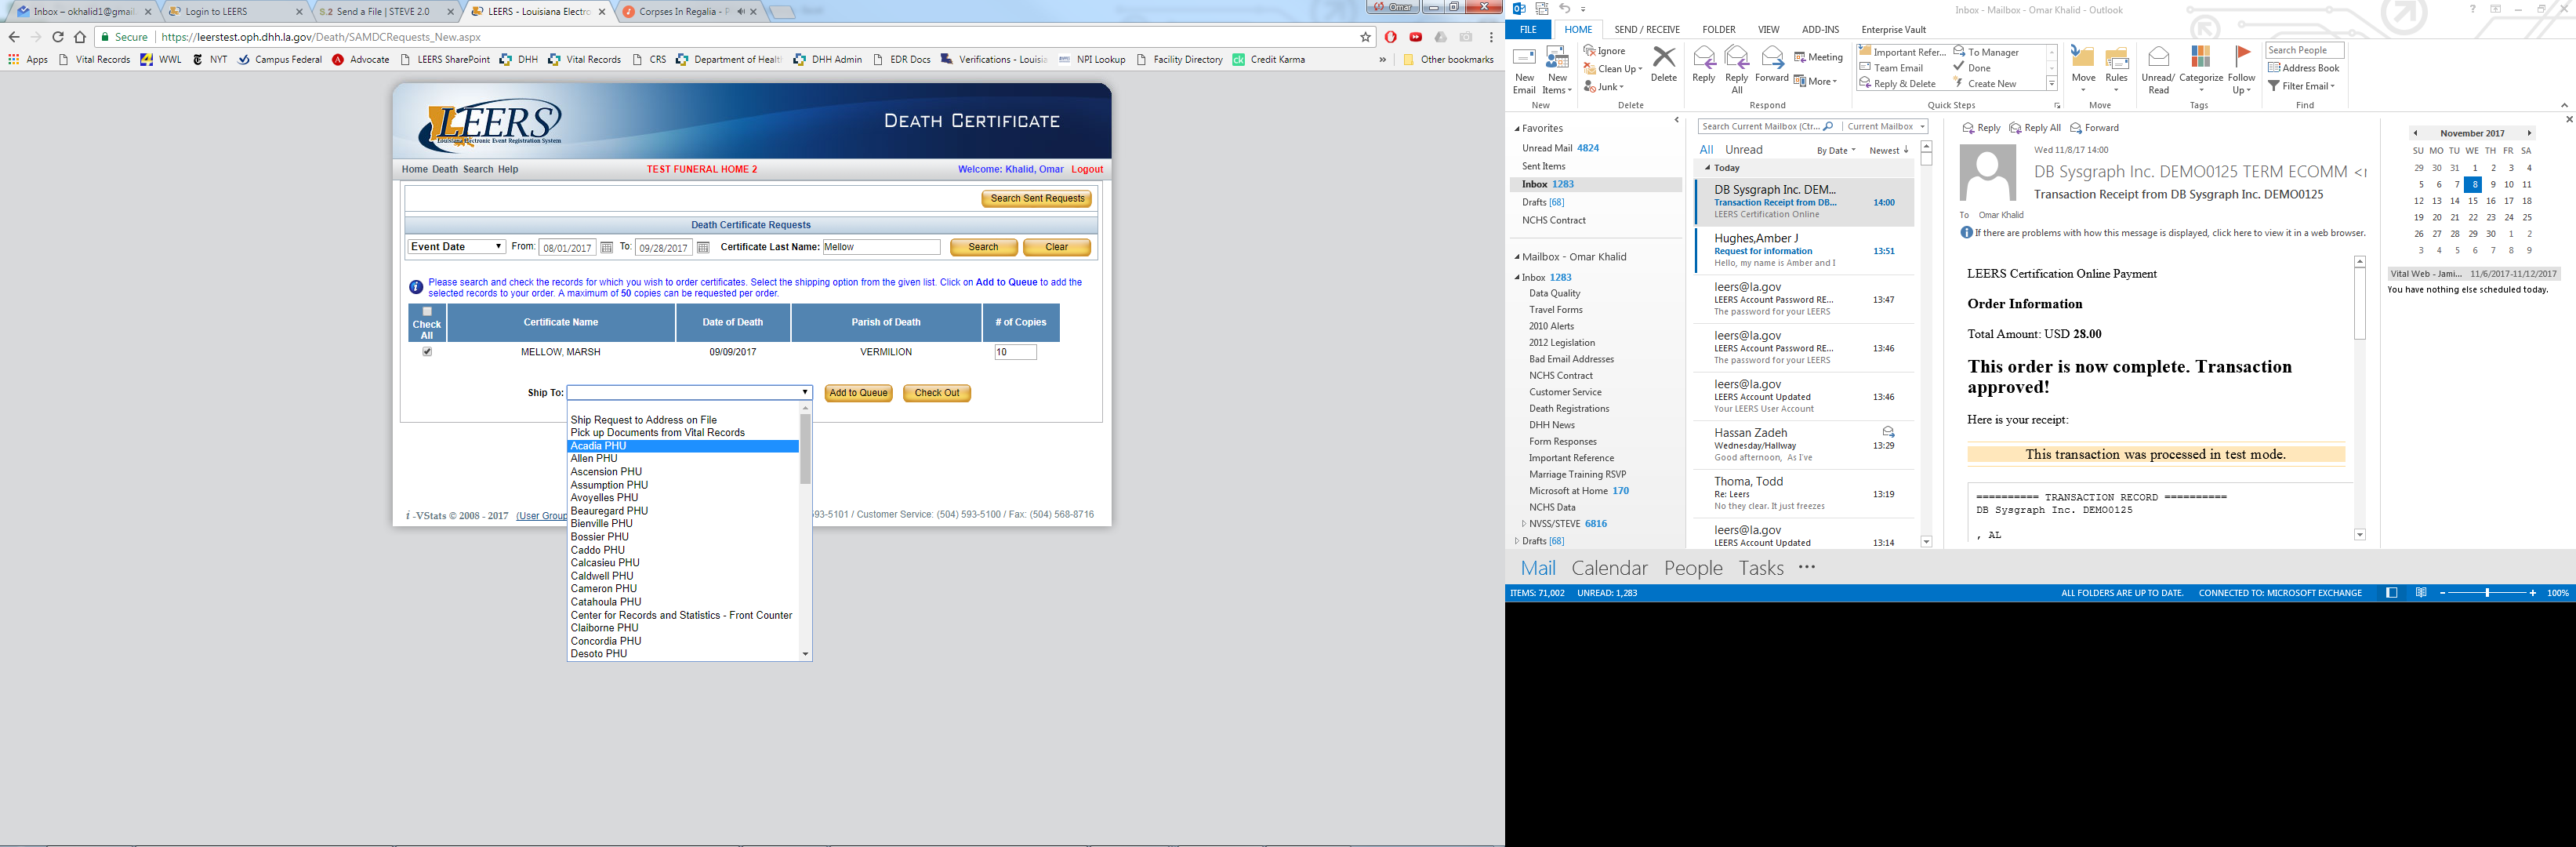 Inbox – okhalid1@gmai
Login to LEERS
S.2 Send a File | STEVE 2.0
LEERS - Louisiana Electro
Corpses In Regalia - P
Omar
Secure https://leerstest.oph.dhh.la.gov/Death/SAMDCRequests_New.aspx
Apps Vital Records WWL NYT Campus Federal Advocate LEERS SharePoint DHH Vital Records CRS Department of Healt DHH Admin EDR Docs Verifications - Louisia NPI Lookup Facility Directory ck Credit Karma » Other bookmarks
LEERS
Louisiana Electronic Event Registration System
DEATH CERTIFICATE
Home Death Search Help TEST FUNERAL HOME 2 Welcome: Khalid, Omar Logout
Search Sent Requests
Death Certificate Requests
Event Date From: 08/01/2017 To: 09/28/2017 Certificate Last Name: Mellow Search Clear
Please search and check the records for which you wish to order certificates. Select the shipping option from the given list. Click on Add to Queue to add the
selected records to your order. A maximum of 50 copies can be requested per order.
Check All Certificate Name Date of Death Parish of Death # of Copies
MELLOW, MARSH 09/09/2017 VERMILION 10
Ship To: Add to Queue Check Out
Ship Request to Address on File
Pick up Documents from Vital Records
Acadia PHU
Allen PHU
Ascension PHU
Assumption PHU
Avoyelles PHU
Beauregard PHU
Bienville PHU
Bossier PHU
Caddo PHU
Calcasieu PHU
Caldwell PHU
Cameron PHU
Catahoula PHU
Center for Records and Statistics - Front Counter
Claiborne PHU
Concordia PHU
Desoto PHU
i -VStats © 2008 - 2017 (User Group 593-5101 / Customer Service: (504) 593-5100 / Fax: (504) 568-8716
Inbox - Mailbox - Omar Khalid - Outlook
FILE HOME SEND / RECEIVE FOLDER VIEW ADD-INS Enterprise Vault
New Email
New Items
New
Ignore
Clean Up
Junk
Delete
Delete
Reply
Reply All
Forward
Meeting
More
Respond
Important Refer...
Team Email
Reply & Delete
To Manager
Done
Create New
Quick Steps
Move
Rules
Move
Unread/ Read
Categorize
Follow Up
Tags
Search People
Address Book
Filter Email
Find
Favorites
Unread Mail 4824
Sent Items
Inbox 1283
Drafts [68]
NCHS Contract
Mailbox - Omar Khalid
Inbox 1283
Data Quality
Travel Forms
2010 Alerts
2012 Legislation
Bad Email Addresses
NCHS Contract
Customer Service
Death Registrations
DHH News
Form Responses
Important Reference
Marriage Training RSVP
Microsoft at Home 170
NCHS Data
NVSS/STEVE 6816
Drafts [68]
Search Current Mailbox (Ctr... Current Mailbox
All Unread By Date Newest
Today
DB Sysgraph Inc. DEM...
Transaction Receipt from DB... 14:00
LEERS Certification Online
Hughes,Amber J
Request for information 13:51
Hello, my name is Amber and I
leers@la.gov
LEERS Account Password RE... 13:47
The password for your LEERS
leers@la.gov
LEERS Account Password RE... 13:46
The password for your LEERS
leers@la.gov
LEERS Account Updated 13:46
Your LEERS User Account
Hassan Zadeh
Wednesday/Hallway 13:29
Good afternoon, As I've
Thoma, Todd
Re: Leers 13:19
No they clear. It just freezes
leers@la.gov
LEERS Account Updated 13:14
Reply Reply All Forward
Wed 11/8/17 14:00
DB Sysgraph Inc. DEMO0125 TERM ECOMM <r
Transaction Receipt from DB Sysgraph Inc. DEMO0125
To Omar Khalid
If there are problems with how this message is displayed, click here to view it in a web browser.
LEERS Certification Online Payment
Order Information
Total Amount: USD 28.00
This order is now complete. Transaction
approved!
Here is your receipt:
This transaction was processed in test mode.
========== TRANSACTION RECORD ==========
DB Sysgraph Inc. DEMO0125
, AL
November 2017
SU MO TU WE TH FR SA
29 30 31 1 2 3 4
5 6 7 8 9 10 11
12 13 14 15 16 17 18
19 20 21 22 23 24 25
26 27 28 29 30 1 2
3 4 5 6 7 8 9
Vital Web - Jami... 11/6/2017-11/12/2017
You have nothing else scheduled today.
Mail Calendar People Tasks •••
ITEMS: 71,002 UNREAD: 1,283 ALL FOLDERS ARE UP TO DATE. CONNECTED TO: MICROSOFT EXCHANGE 100%